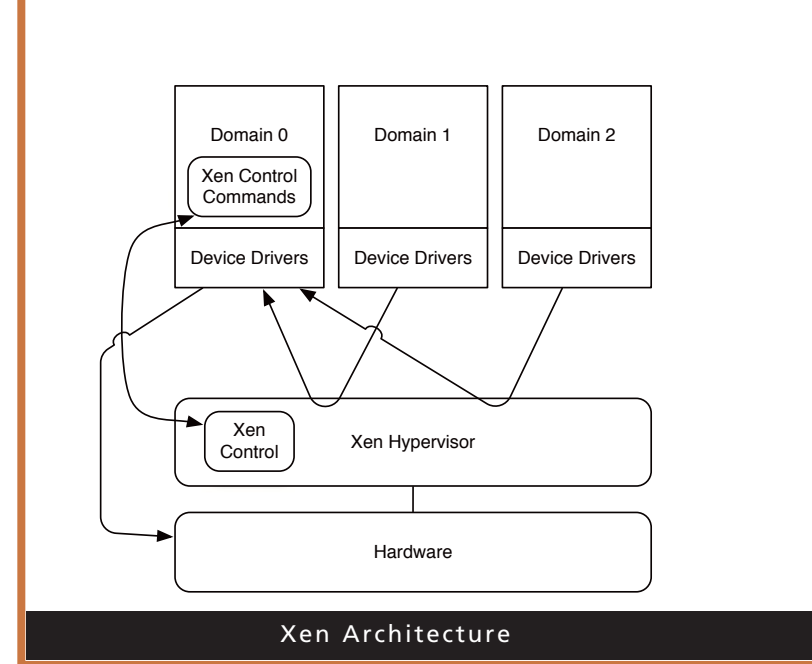 Domain 0
Domain 1
Domain 2
Xen Control
Commands
Device Drivers
Device Drivers
Device Drivers
Xen
Control
Xen Hypervisor
Hardware
Xen Architecture